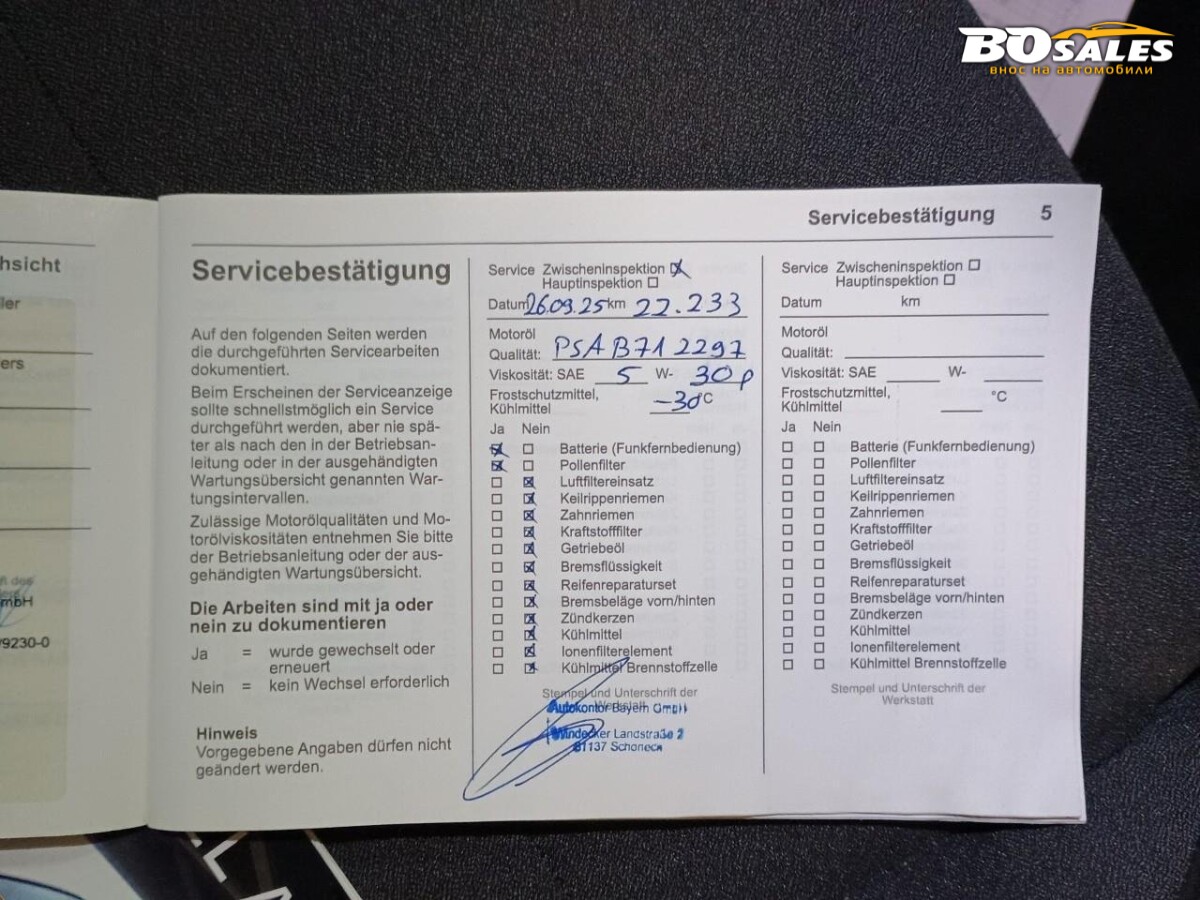 BOSALES
внос на автомобили
Servicebestätigung 5
hsicht
ler
ers
mbH
79230-0
Servicebestätigung
Auf den folgenden Seiten werden
die durchgeführten Servicearbeiten
dokumentiert.
Beim Erscheinen der Serviceanzeige
sollte schnellstmöglich ein Service
durchgeführt werden, aber nie spä-
ter als nach den in der Betriebsan-
leitung oder in der ausgehändigten
Wartungsübersicht genannten War-
tungsintervallen.
Zulässige Motorölqualitäten und Mo-
torölviskositäten entnehmen Sie bitte
der Betriebsanleitung oder der aus-
gehändigten Wartungsübersicht.
Die Arbeiten sind mit ja oder
nein zu dokumentieren
Ja = wurde gewechselt oder
erneuert
Nein = kein Wechsel erforderlich
Hinweis
Vorgegebene Angaben dürfen nicht
geändert werden.
Service Zwischeninspektion
Hauptinspektion
Datum 26.09.25 km 22.233
Motoröl
Qualität: PSA B71 2297
Viskosität: SAE 5 W- 30 p
Frostschutzmittel,
Kühlmittel -30 °C
Ja Nein
Batterie (Funkfernbedienung)
Pollenfilter
Luftfiltereinsatz
Keilrippenriemen
Zahnriemen
Kraftstofffilter
Getriebeöl
Bremsflüssigkeit
Reifenreparaturset
Bremsbeläge vorn/hinten
Zündkerzen
Kühlmittel
Ionenfilterelement
Kühlmittel Brennstoffzelle
Stempel und Unterschrift der
Werkstatt
Autokontor Bayern GmbH
Windecker Landstraße 2
61137 Schöneck
Service Zwischeninspektion
Hauptinspektion
Datum km
Motoröl
Qualität:
Viskosität: SAE W-
Frostschutzmittel,
Kühlmittel °C
Ja Nein
Batterie (Funkfernbedienung)
Pollenfilter
Luftfiltereinsatz
Keilrippenriemen
Zahnriemen
Kraftstofffilter
Getriebeöl
Bremsflüssigkeit
Reifenreparaturset
Bremsbeläge vorn/hinten
Zündkerzen
Kühlmittel
Ionenfilterelement
Kühlmittel Brennstoffzelle
Stempel und Unterschrift der
Werkstatt